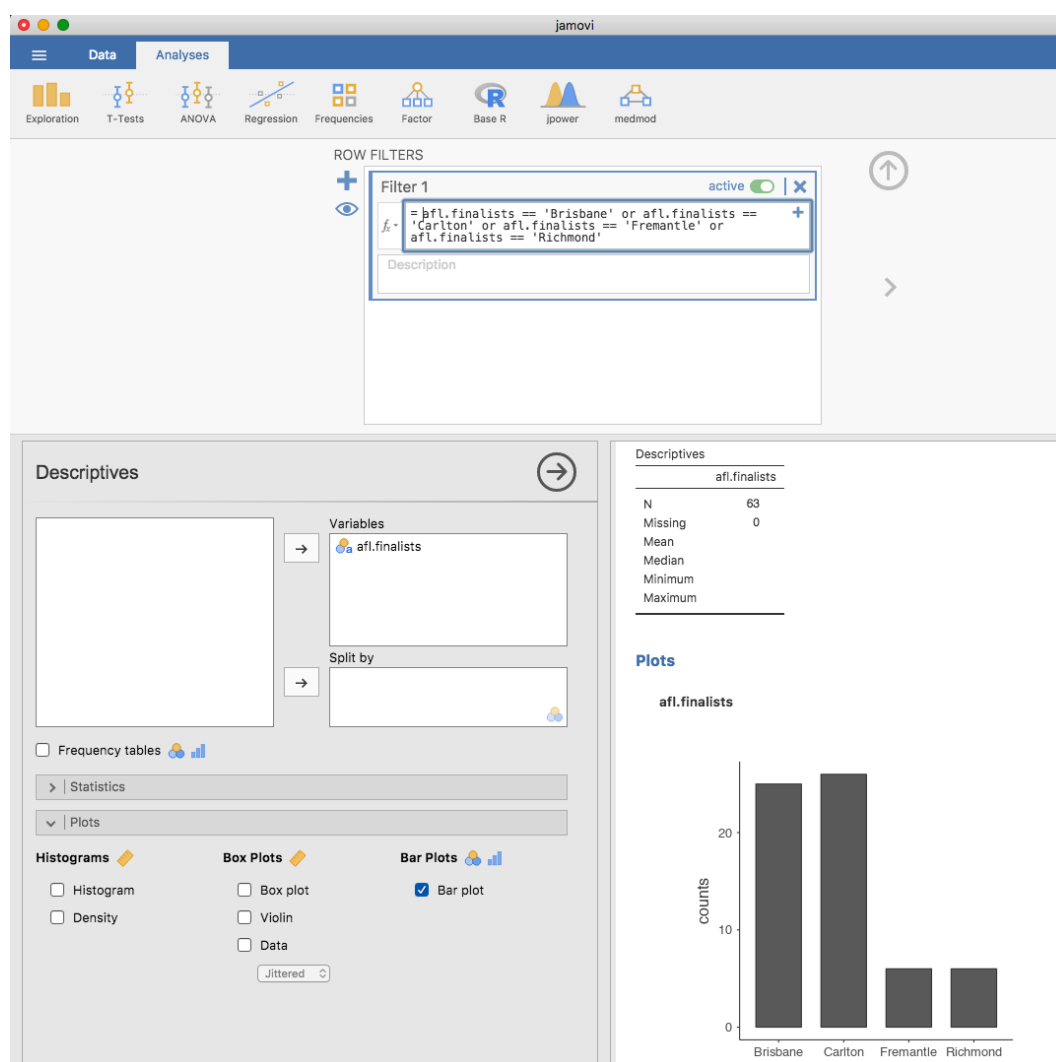 jamovi
Data Analyses
Exploration T-Tests ANOVA Regression Frequencies Factor Base R jpower medmod
ROW FILTERS
Filter 1 active
= afl.finalists == 'Brisbane' or afl.finalists ==
'Carlton' or afl.finalists == 'Fremantle' or
afl.finalists == 'Richmond'
fx
Description
Descriptives
Variables
afl.finalists
Split by
Frequency tables
Statistics
Plots
Histograms Box Plots Bar Plots
Histogram Box plot Bar plot
Density Violin
Data
Jittered
Descriptives
afl.finalists
N 63
Missing 0
Mean
Median
Minimum
Maximum
Plots
afl.finalists
20
10
0
counts
Brisbane Carlton Fremantle Richmond